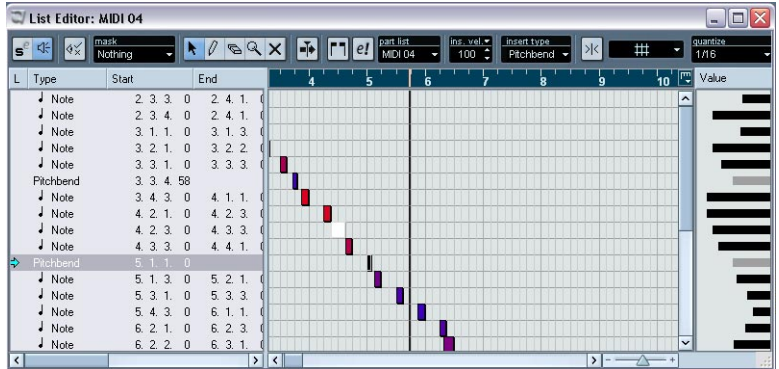 List Editor: MIDI 04
mask part list ins. vel. insert type quantize
Nothing e! MIDI 04 100 Pitchbend 1/16
L Type Start End 4 5 6 7 8 9 10 Value
Note 2. 3. 3. 0 2. 4. 1.
Note 2. 3. 4. 0 2. 4. 1.
Note 3. 1. 1. 0 3. 1. 3.
Note 3. 2. 1. 0 3. 2. 2.
Note 3. 3. 1. 0 3. 3. 3.
Pitchbend 3. 3. 4. 58
Note 3. 4. 3. 0 4. 1. 1.
Note 4. 2. 1. 0 4. 2. 3.
Note 4. 2. 3. 0 4. 3. 3.
Note 4. 3. 3. 0 4. 4. 1.
Pitchbend 5. 1. 1. 0
Note 5. 1. 3. 0 5. 2. 1.
Note 5. 3. 1. 0 5. 3. 3.
Note 5. 4. 3. 0 6. 1. 1.
Note 6. 2. 1. 0 6. 2. 3.
Note 6. 2. 2. 0 6. 3. 1.